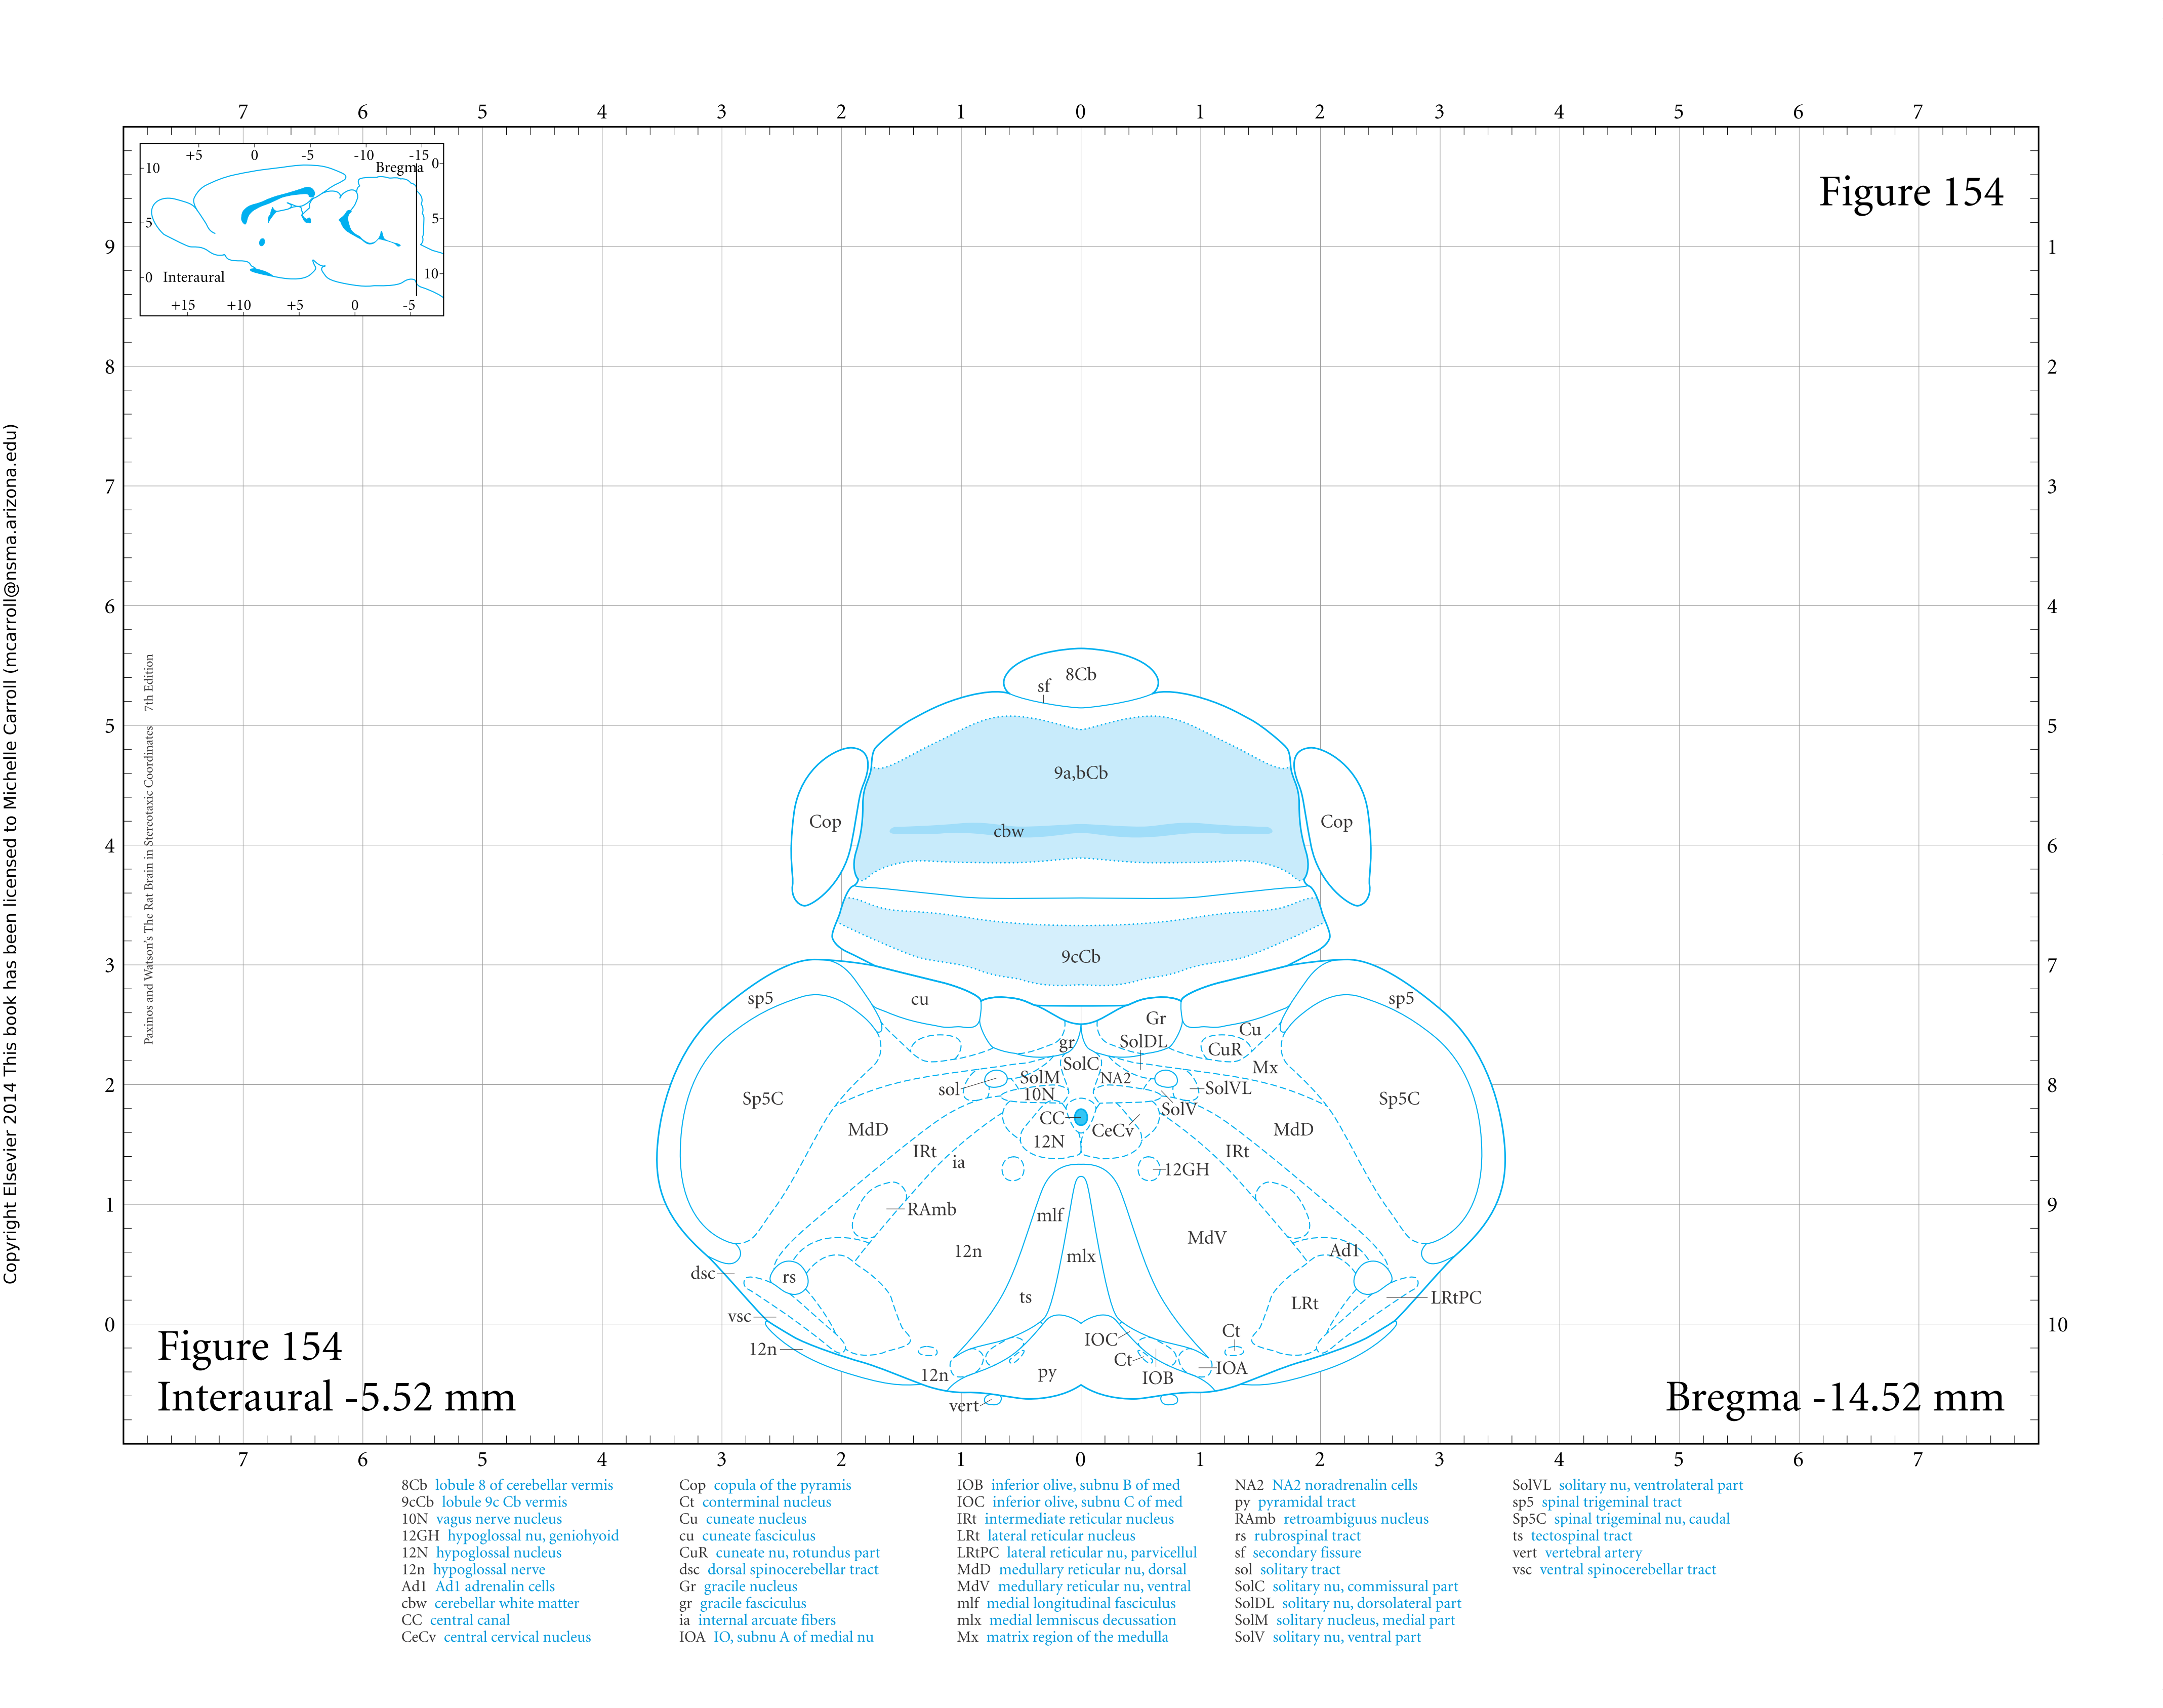 7 6 5 4 3 2 1 0 1 2 3 4 5 6 7
+5 0 -5 -10 -15
Bregma 0
10
5 5
10
0 Interaural
+15 +10 +5 0 -5
Figure 154
9 1
8 2
7 3
6 4
5 5
4 6
3 7
2 8
1 9
0 10
Copyright Elsevier 2014 This book has been licensed to Michelle Carroll (mcarroll@nsma.arizona.edu)
Paxinos and Watson's The Rat Brain in Stereotaxic Coordinates 7th Edition
8Cb
sf
9a,bCb
Cop
cbw
Cop
9cCb
sp5
cu
sp5
Gr
Cu
gr
SolDL
CuR
SolC
Mx
SolM
NA2
sol
SolVL
10N
Sp5C
Sp5C
SolV
CC
CeCv
MdD
MdD
12N
IRt
IRt
ia
12GH
RAmb
mlf
MdV
12n
mlx
Ad1
dsc
rs
ts
LRt
LRtPC
vsc
Ct
IOC
12n
Ct
IOA
12n
py
IOB
vert
Figure 154
Interaural -5.52 mm
Bregma -14.52 mm
7 6 5 4 3 2 1 0 1 2 3 4 5 6 7
8Cb lobule 8 of cerebellar vermis
9cCb lobule 9c Cb vermis
10N vagus nerve nucleus
12GH hypoglossal nu, geniohyoid
12N hypoglossal nucleus
12n hypoglossal nerve
Ad1 Ad1 adrenalin cells
cbw cerebellar white matter
CC central canal
CeCv central cervical nucleus
Cop copula of the pyramis
Ct conterminal nucleus
Cu cuneate nucleus
cu cuneate fasciculus
CuR cuneate nu, rotundus part
dsc dorsal spinocerebellar tract
Gr gracile nucleus
gr gracile fasciculus
ia internal arcuate fibers
IOA IO, subnu A of medial nu
IOB inferior olive, subnu B of med
IOC inferior olive, subnu C of med
IRt intermediate reticular nucleus
LRt lateral reticular nucleus
LRtPC lateral reticular nu, parvicellul
MdD medullary reticular nu, dorsal
MdV medullary reticular nu, ventral
mlf medial longitudinal fasciculus
mlx medial lemniscus decussation
Mx matrix region of the medulla
NA2 NA2 noradrenalin cells
py pyramidal tract
RAmb retroambiguus nucleus
rs rubrospinal tract
sf secondary fissure
sol solitary tract
SolC solitary nu, commissural part
SolDL solitary nu, dorsolateral part
SolM solitary nucleus, medial part
SolV solitary nu, ventral part
SolVL solitary nu, ventrolateral part
sp5 spinal trigeminal tract
Sp5C spinal trigeminal nu, caudal
ts tectospinal tract
vert vertebral artery
vsc ventral spinocerebellar tract